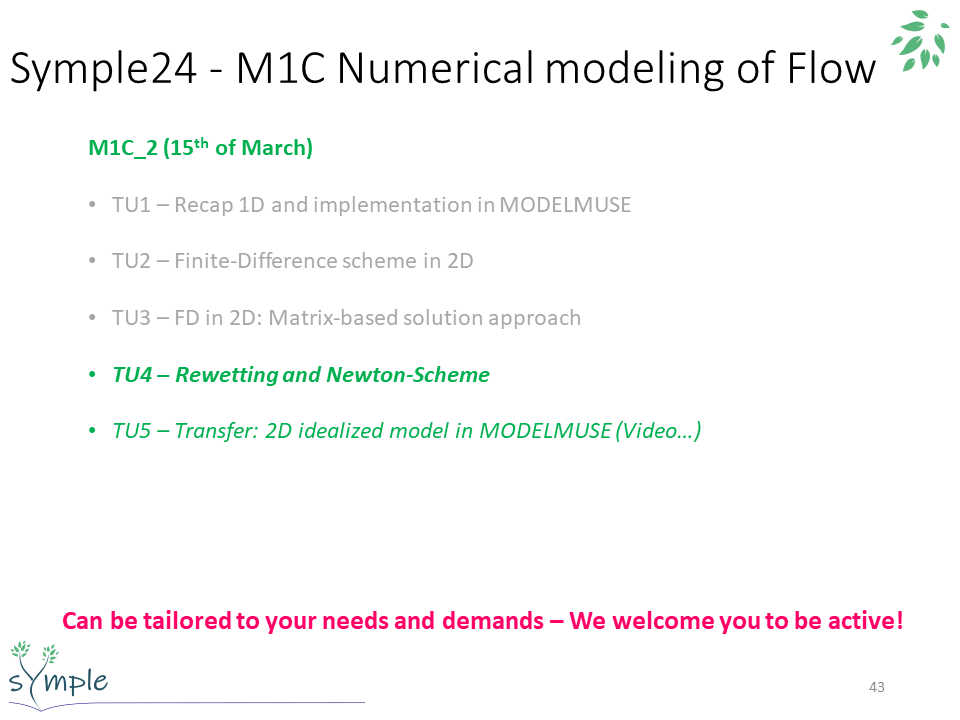 Symple24 - M1C Numerical modeling of Flow
M1C_2 (15th of March)
• TU1 – Recap 1D and implementation in MODELMUSE
• TU2 – Finite-Difference scheme in 2D
• TU3 – FD in 2D: Matrix-based solution approach
• TU4 – Rewetting and Newton-Scheme
• TU5 – Transfer: 2D idealized model in MODELMUSE (Video…)
Can be tailored to your needs and demands – We welcome you to be active!
sYmple
43